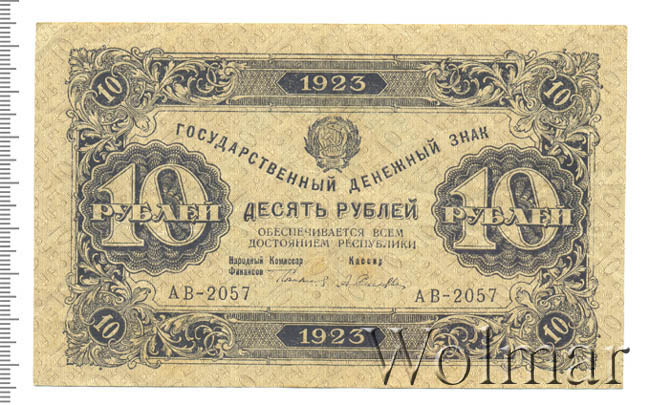 1923
10
10
ГОСУДАРСТВЕННЫЙ ДЕНЕЖНЫЙ ЗНАК
10
РУБЛЕЙ
10
РУБЛЕЙ
ДЕСЯТЬ РУБЛЕЙ
ОБЕСПЕЧИВАЕТСЯ ВСЕМ
ДОСТОЯНИЕМ РЕСПУБЛИКИ
Народный Комиссар
Финансов
Кассир
АВ-2057
АВ-2057
10
10
1923
Wolmar